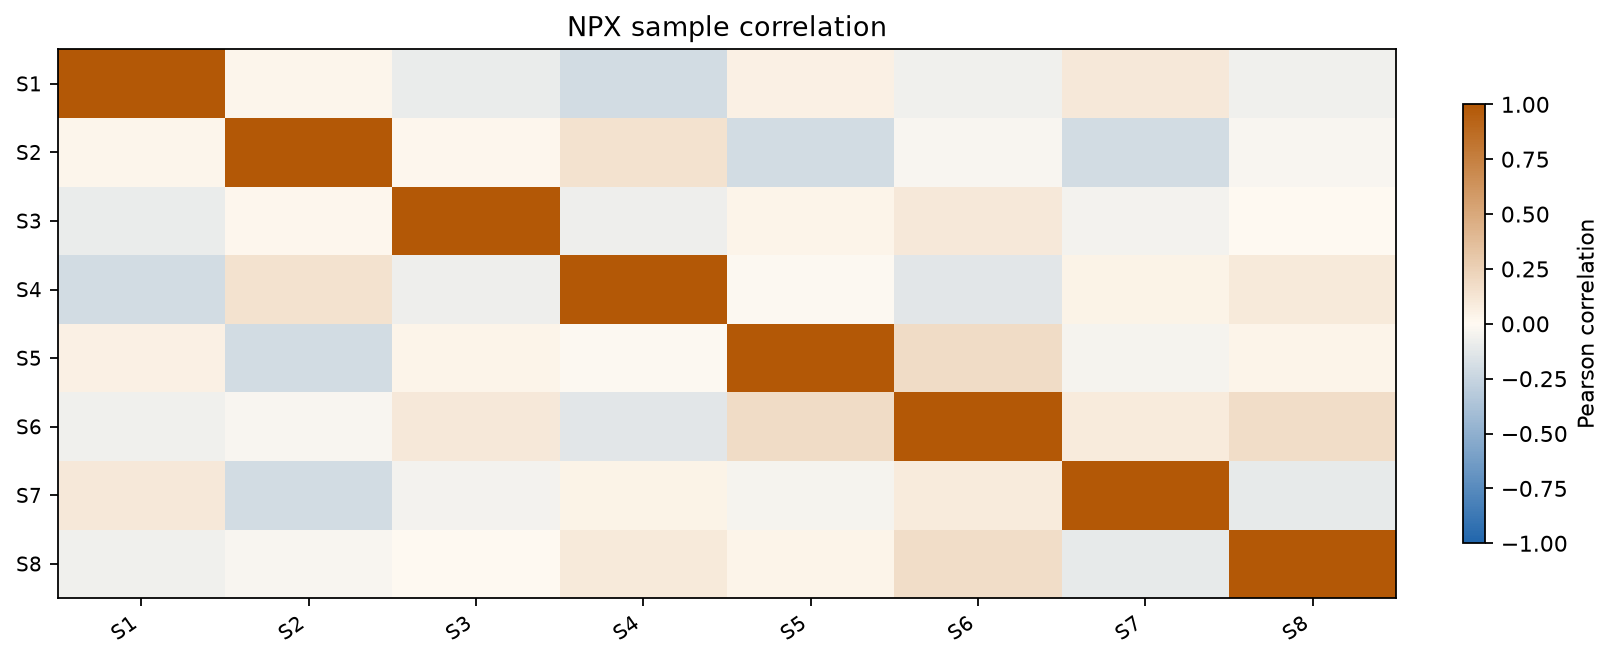 NPX sample correlation
S1
S2
S3
S4
S5
S6
S7
S8
S1 S2 S3 S4 S5 S6 S7 S8
1.00
0.75
0.50
0.25
0.00
−0.25
−0.50
−0.75
−1.00
Pearson correlation